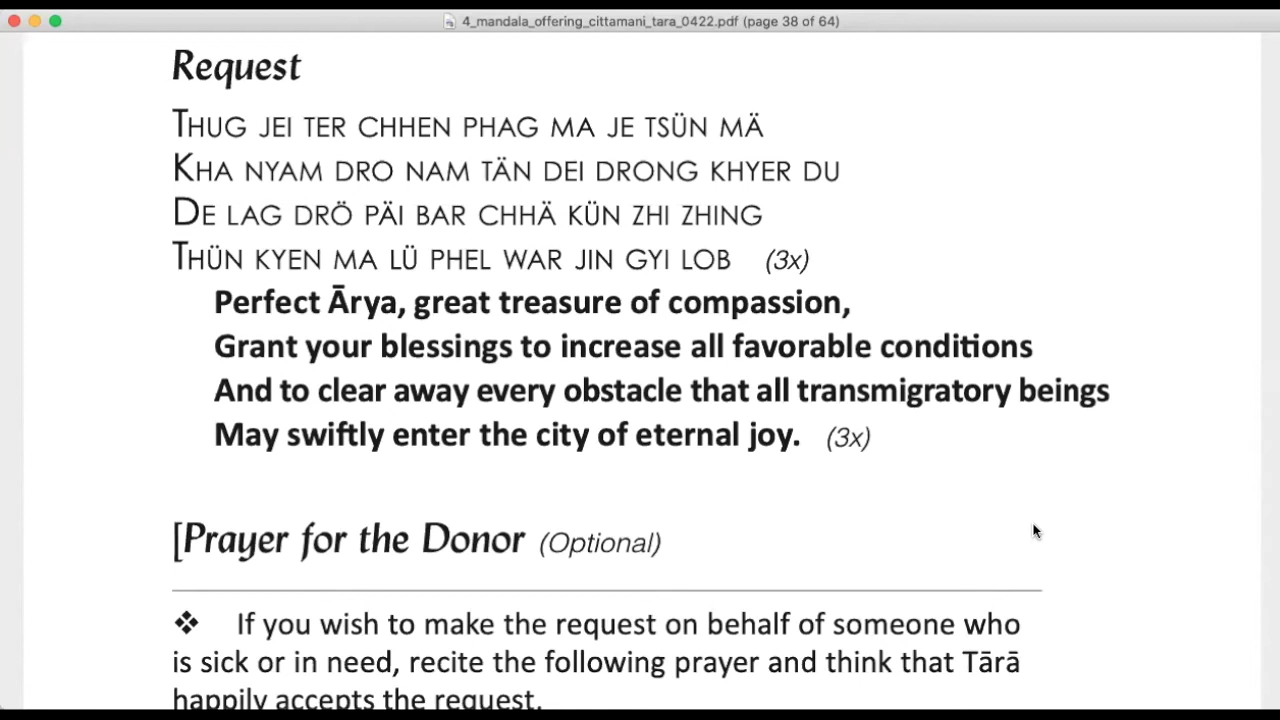 4_mandala_offering_cittamani_tara_0422.pdf (page 38 of 64)
Request
THUG JEI TER CHHEN PHAG MA JE TSÜN MÄ
KHA NYAM DRO NAM TÄN DEI DRONG KHYER DU
DE LAG DRÖ PÄI BAR CHHÄ KÜN ZHI ZHING
THÜN KYEN MA LÜ PHEL WAR JIN GYI LOB (3x)
Perfect Ārya, great treasure of compassion,
Grant your blessings to increase all favorable conditions
And to clear away every obstacle that all transmigratory beings
May swiftly enter the city of eternal joy. (3x)
[Prayer for the Donor (Optional)
❖ If you wish to make the request on behalf of someone who
is sick or in need, recite the following prayer and think that Tārā
happily accepts the request.